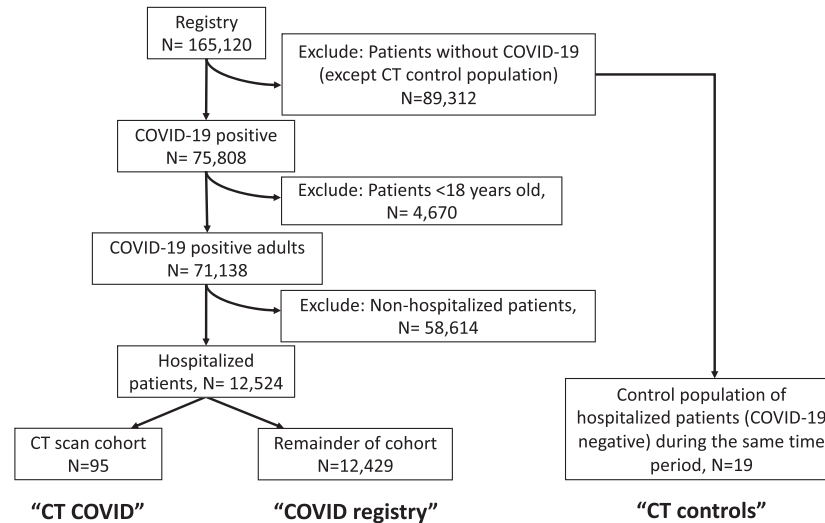 Registry
N= 165,120
Exclude: Patients without COVID-19
(except CT control population)
N=89,312
COVID-19 positive
N= 75,808
Exclude: Patients <18 years old,
N= 4,670
COVID-19 positive adults
N= 71,138
Exclude: Non-hospitalized patients,
N= 58,614
Hospitalized
patients, N= 12,524
CT scan cohort
N=95
Remainder of cohort
N=12,429
Control population of
hospitalized patients (COVID-19
negative) during the same time
period, N=19
“CT COVID”
“COVID registry”
“CT controls”